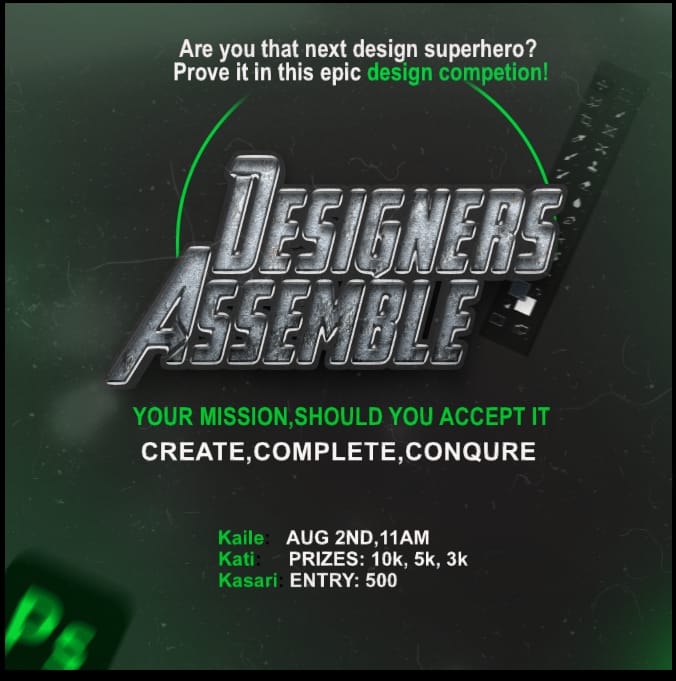 Are you that next design superhero?
Prove it in this epic design competion!
DESIGNERS
ASSEMBLE
YOUR MISSION,SHOULD YOU ACCEPT IT
CREATE,COMPLETE,CONQURE
Kaile: AUG 2ND,11AM
Kati: PRIZES: 10k, 5k, 3k
Kasari: ENTRY: 500
Ps